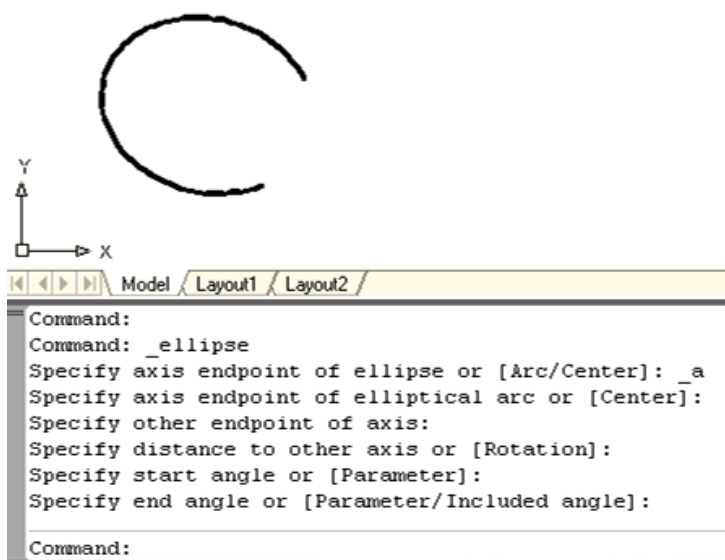 Y
X
Model Layout1 Layout2
Command:
Command: _ellipse
Specify axis endpoint of ellipse or [Arc/Center]: _a
Specify axis endpoint of elliptical arc or [Center]:
Specify other endpoint of axis:
Specify distance to other axis or [Rotation]:
Specify start angle or [Parameter]:
Specify end angle or [Parameter/Included angle]:
Command: